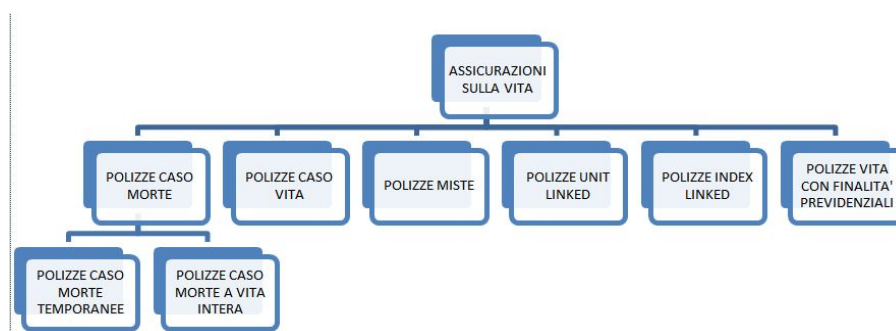 ASSICURAZIONI
SULLA VITA
POLIZZE CASO
MORTE
POLIZZE CASO
VITA
POLIZZE MISTE
POLIZZE UNIT
LINKED
POLIZZE INDEX
LINKED
POLIZZE VITA
CON FINALITA'
PREVIDENZIALI
POLIZZE CASO
MORTE
TEMPORANEE
POLIZZE CASO
MORTE A VITA
INTERA